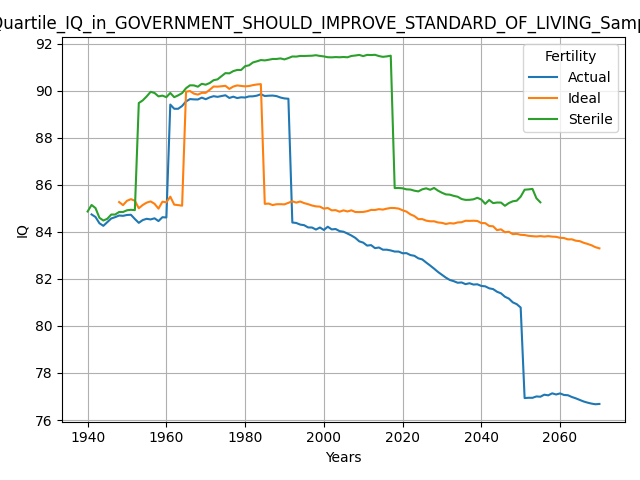 Quartile_IQ_in_GOVERNMENT_SHOULD_IMPROVE_STANDARD_OF_LIVING_Samp
Fertility
Actual
Ideal
Sterile
IQ
92
90
88
86
84
82
80
78
76
1940
1960
1980
2000
2020
2040
2060
Years